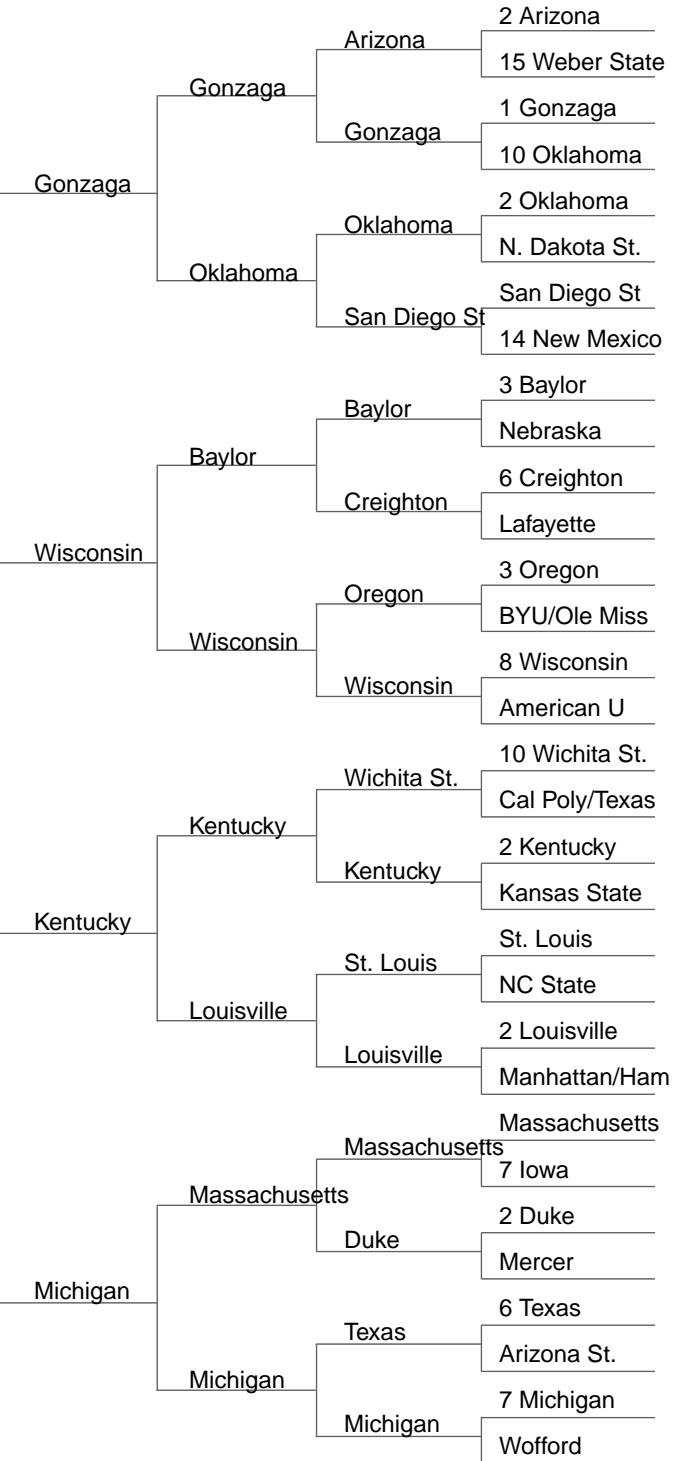 2 Arizona
Arizona
15 Weber State
Gonzaga
1 Gonzaga
Gonzaga
10 Oklahoma
Gonzaga
2 Oklahoma
Oklahoma
N. Dakota St.
Oklahoma
San Diego St
San Diego St
14 New Mexico
3 Baylor
Baylor
Nebraska
Baylor
6 Creighton
Creighton
Lafayette
Wisconsin
3 Oregon
Oregon
BYU/Ole Miss
Wisconsin
8 Wisconsin
Wisconsin
American U
10 Wichita St.
Wichita St.
Cal Poly/Texas
Kentucky
2 Kentucky
Kentucky
Kansas State
Kentucky
St. Louis
St. Louis
NC State
Louisville
2 Louisville
Louisville
Manhattan/Ham
Massachusetts
Massachusetts
7 Iowa
Massachusetts
2 Duke
Duke
Mercer
Michigan
6 Texas
Texas
Arizona St.
Michigan
7 Michigan
Michigan
Wofford